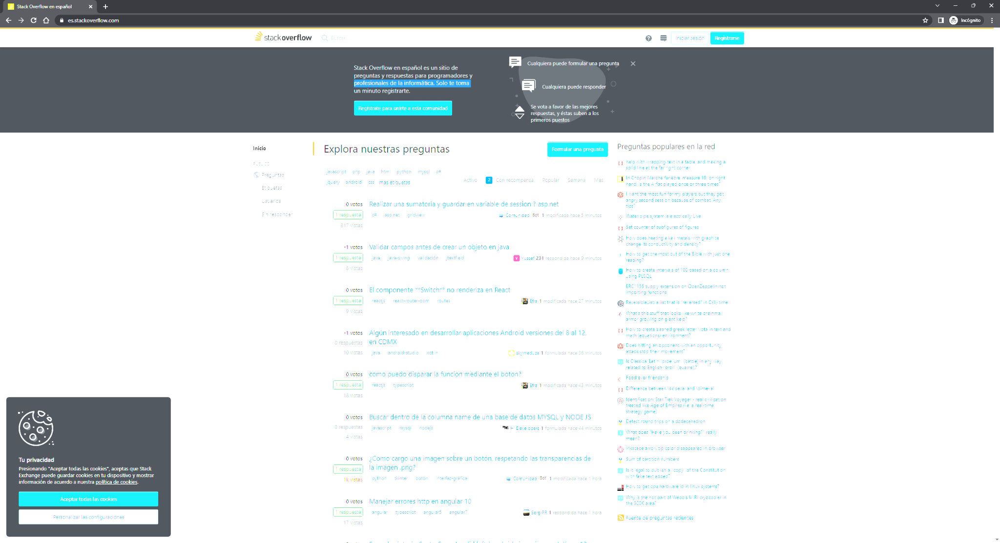 Stack Overflow en español
es.stackoverflow.com
Incógnito
stackoverflow
Buscar...
Iniciar sesión
Registrarse
Stack Overflow en español es un sitio de
preguntas y respuestas para programadores y
profesionales de la informática. Solo te toma
un minuto registrarte.
Regístrate para unirte a esta comunidad
Cualquiera puede formular una pregunta
Cualquiera puede responder
Se vota a favor de las mejores
respuestas, y éstas suben a los
primeros puestos
Inicio
PÚBLICO
Preguntas
Etiquetas
Usuarios
Sin responder
Explora nuestras preguntas
Formular una pregunta
javascript php java html python mysql c#
jquery android css más etiquetas
Activo 2 Con recompensa Popular Semana Mes
0 votos
1 respuesta
817 vistas
Realizar una sumatoria y guardar en variable de session ? asp.net
c# asp.net gridview
Comunidad Bot 1 modificada hace 5 minutos
-1 votos
1 respuesta
8 vistas
Validar campos antes de crear un objeto en java
java java-swing validación jtextfield
Yussef 231 respondida hace 9 minutos
0 votos
1 respuesta
9 vistas
El componente **Switch** no renderiza en React
reactjs react-router-dom routes
Efra 1 modificada hace 27 minutos
-1 votos
0 respuestas
10 vistas
Algún interesado en desarrollar aplicaciones Android versiones del 8 al 12,
en CDMX
java android-studio kotlin
skymeduza 1 formulada hace 36 minutos
0 votos
1 respuesta
18 vistas
como puedo disparar la funcion mediante el boton?
reactjs typescript
Efra 1 modificada hace 43 minutos
0 votos
0 respuestas
4 vistas
Buscar dentro de la columna name de una base de datos MYSQL y NODE JS
javascript mysql nodejs
Developers 1 formulada hace 44 minutos
0 votos
1 respuesta
1k vistas
¿Como cargo una imagen sobre un botón, respetando las transparencias de
la imagen .png?
python tkinter botón interfaz-gráfica
Comunidad Bot 1 modificada hace 1 hora
0 votos
1 respuesta
17 vistas
Manejar errores http en angular 10
angular typescript angular5 angular7
SergiRR 1 respondida hace 1 hora
Preguntas populares en la red
help with wrapping text in a table, and making a
solid line at the far right corner
In Chopin Marche funèbre, measure 19, on right
hand, is the A flat played once or three times?
I want the most fun for my players but they got
angry second session because of combat. Any
tips?
Water pipe system is electrically Live
Set counter of subfigures of figures
How does heating alkali metals with graphite
change its conductivity and density?
How to get the most out of the Bible with just one
reading?
How to create intervals of 100 based on a column
using PLSQL
ERC1155 supply extension on OpenZeppelin not
importing functions
ReversibleList: a list that is "reversed" in O(1) time
What's this stuff that looks like white chainmail
armor growing on giant kelp?
How to create slashed greek letter \iota in text and
math (equations) environment?
Does hitting an opponent with an opportunity
attack stop their movement?
Is Classical Latin "proelium" (battle) in any way
related to English "broil" (quarrel)?
Food over friendship
Difference between \skipeval and \dimeval
Identification: Star Trek Voyager - real civilization
treated like Age of Empires (i.e. a real-time
strategy game)
Detect round trips on a dodecahedron
What does "Have you been drinking?" really
mean?
Inkscape arrow tip color disappeared in browser
Sum of partition numbers
Is it legal to publish a "copy" of the Constitution
with fake text added?
How to get cpu hardware id in linux systems?
Why is the not part of Webb's MIRI cryocooler in
the 300K area?
Fuente de preguntas recientes
Tu privacidad
Presionando "Aceptar todas las cookies", aceptas que Stack
Exchange puede guardar cookies en tu dispositivo y mostrar
información de acuerdo a nuestra política de cookies.
Aceptar todas las cookies
Personalizar las configuraciones